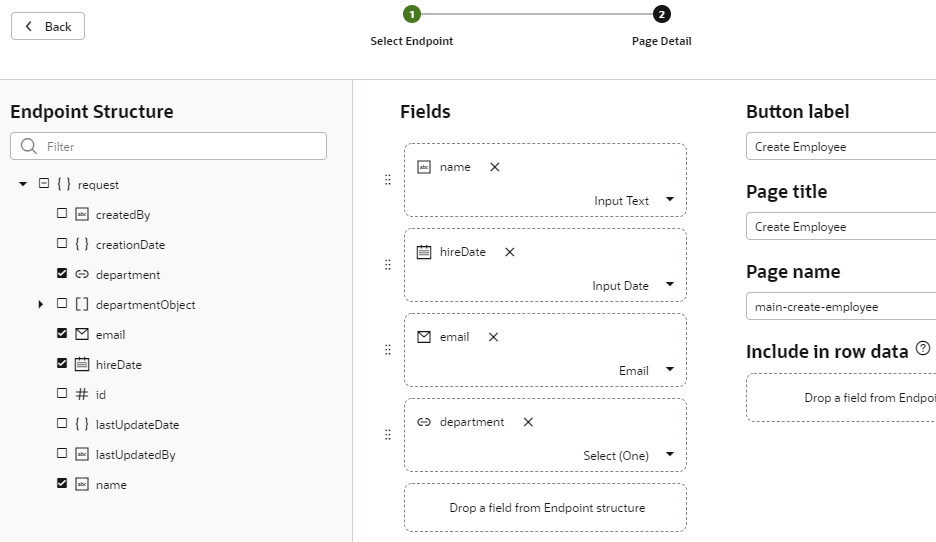 Back
1
2
Select Endpoint
Page Detail
Endpoint Structure
Filter
request
createdBy
creationDate
department
departmentObject
email
hireDate
id
lastUpdateDate
lastUpdatedBy
name
Fields
name
Input Text
hireDate
Input Date
email
Email
department
Select (One)
Drop a field from Endpoint structure
Button label
Create Employee
Page title
Create Employee
Page name
main-create-employee
Include in row data
Drop a field from